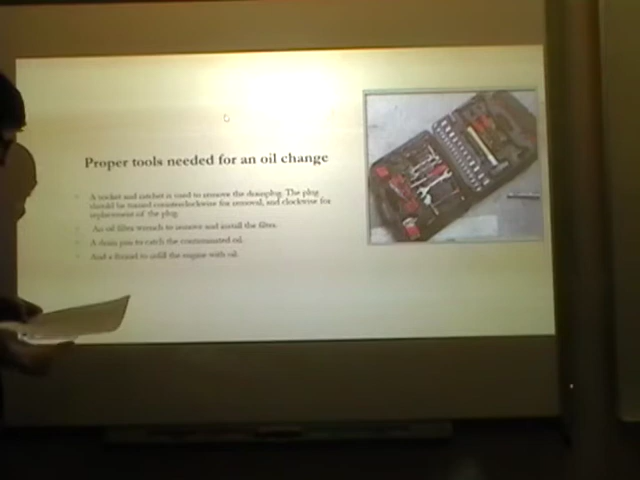 Proper tools needed for an oil change
A socket and ratchet is used to remove the drainplug. The plug
should be turned counterclockwise for removal, and clockwise for
replacement of the plug.
An oil filter wrench to remove and install the filter.
A drain pan to catch the contaminated oil.
And a funnel to refill the engine with oil.